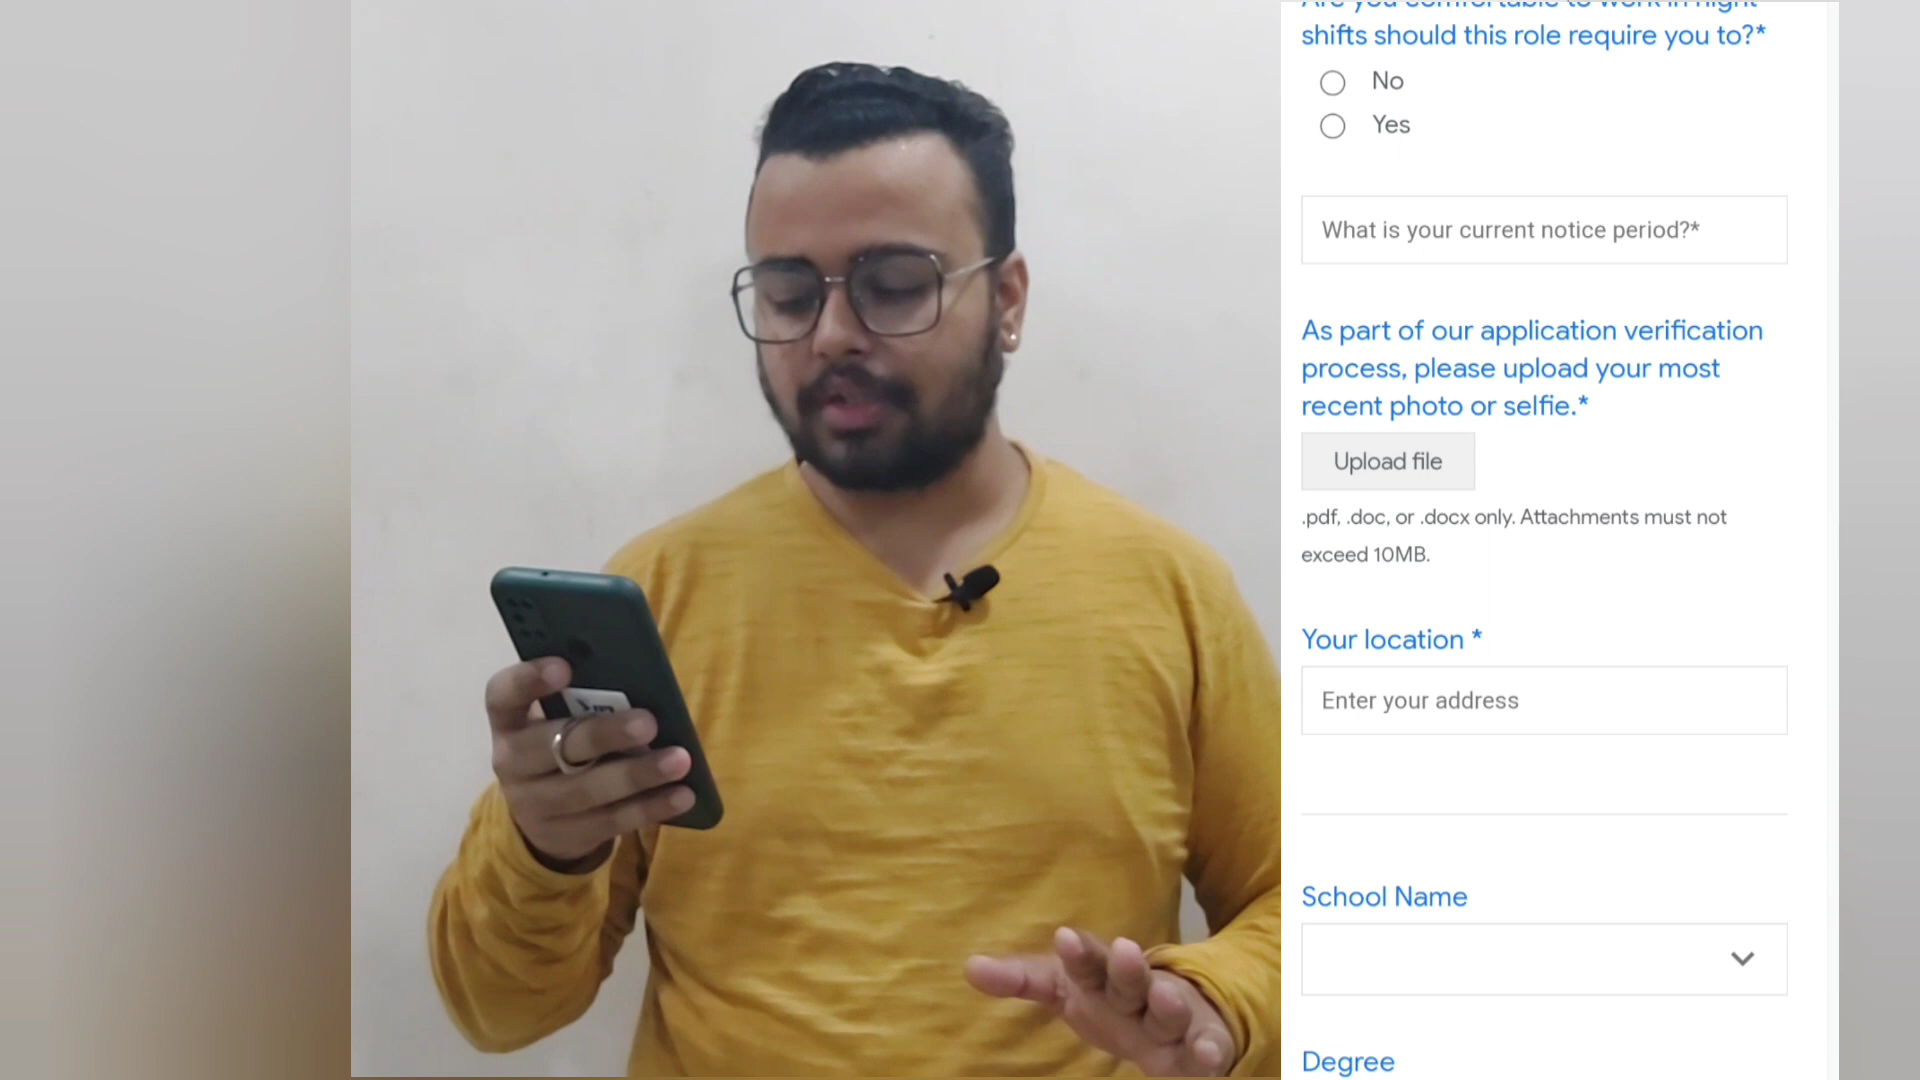 shifts should this role require you to?*
No
Yes
What is your current notice period?*
As part of our application verification
process, please upload your most
recent photo or selfie.*
Upload file
.pdf, .doc, or .docx only. Attachments must not
exceed 10MB.
Your location *
Enter your address
School Name
Degree